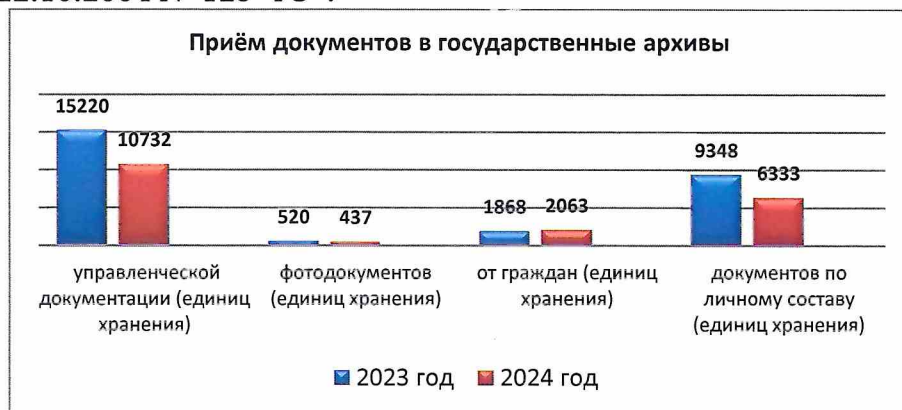 Приём документов в государственные архивы
15220
10732
520
437
1868
2063
9348
6333
управленческой
документации (единиц
хранения)
фотодокументов
(единиц хранения)
от граждан (единиц
хранения)
документов по
личному составу
(единиц хранения)
2023 год
2024 год